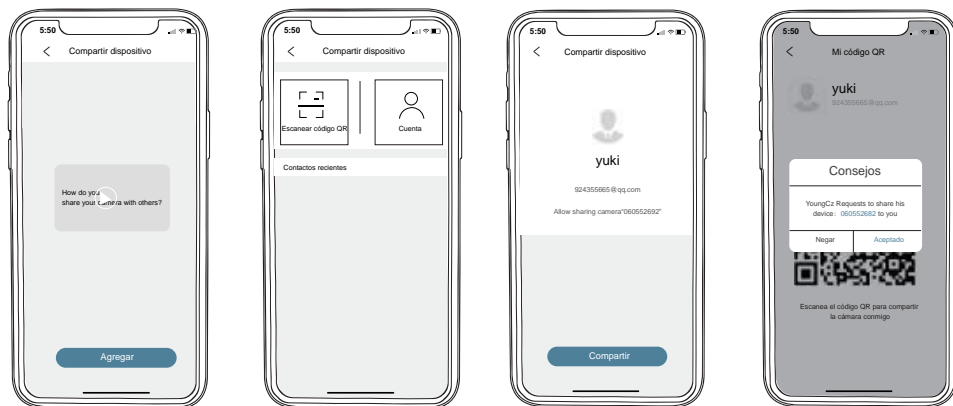 5:50
Compartir dispositivo
How do you
share your camera with others?
Agregar
5:50
Compartir dispositivo
Escanear código QR
Cuenta
Contactos recientes
5:50
Compartir dispositivo
yuki
924355665@qq.com
Allow sharing camera"060552692"
Compartir
5:50
Mi código QR
yuki
924355665@qq.com
Consejos
YoungCz Requests to share his
device: 060552682 to you
Negar
Aceptado
Escanea el código QR para compartir
la cámara conmigo